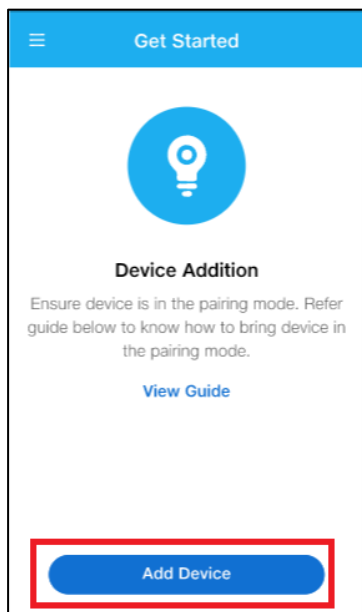 Get Started
Device Addition
Ensure device is in the pairing mode. Refer
guide below to know how to bring device in
the pairing mode.
View Guide
Add Device